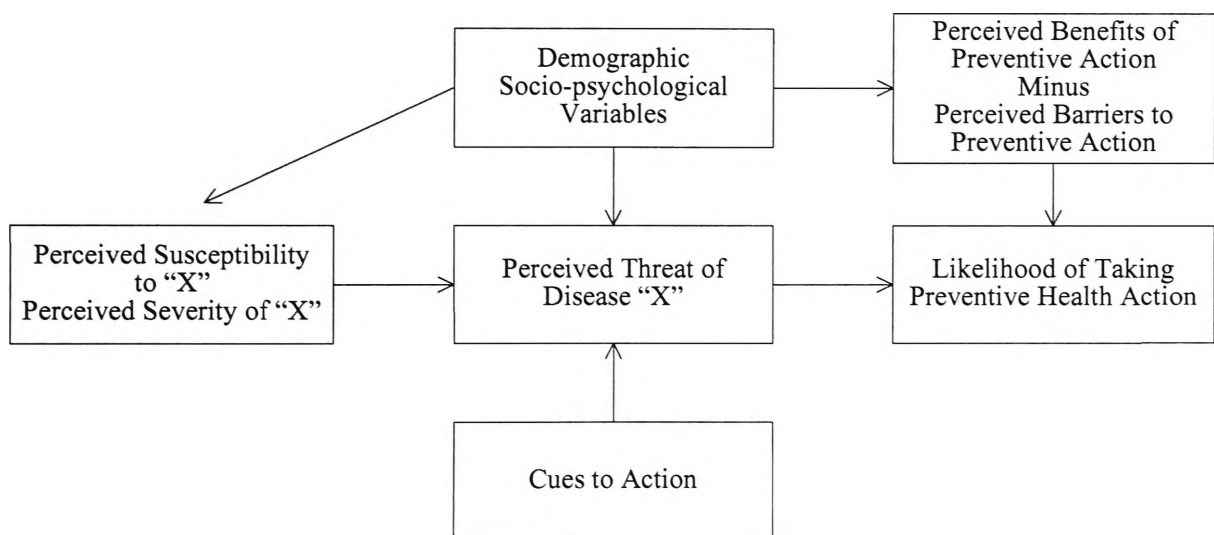 Demographic
Socio-psychological
Variables
Perceived Benefits of
Preventive Action
Minus
Perceived Barriers to
Preventive Action
Perceived Susceptibility
to “X”
Perceived Severity of “X”
Perceived Threat of
Disease “X”
Likelihood of Taking
Preventive Health Action
Cues to Action